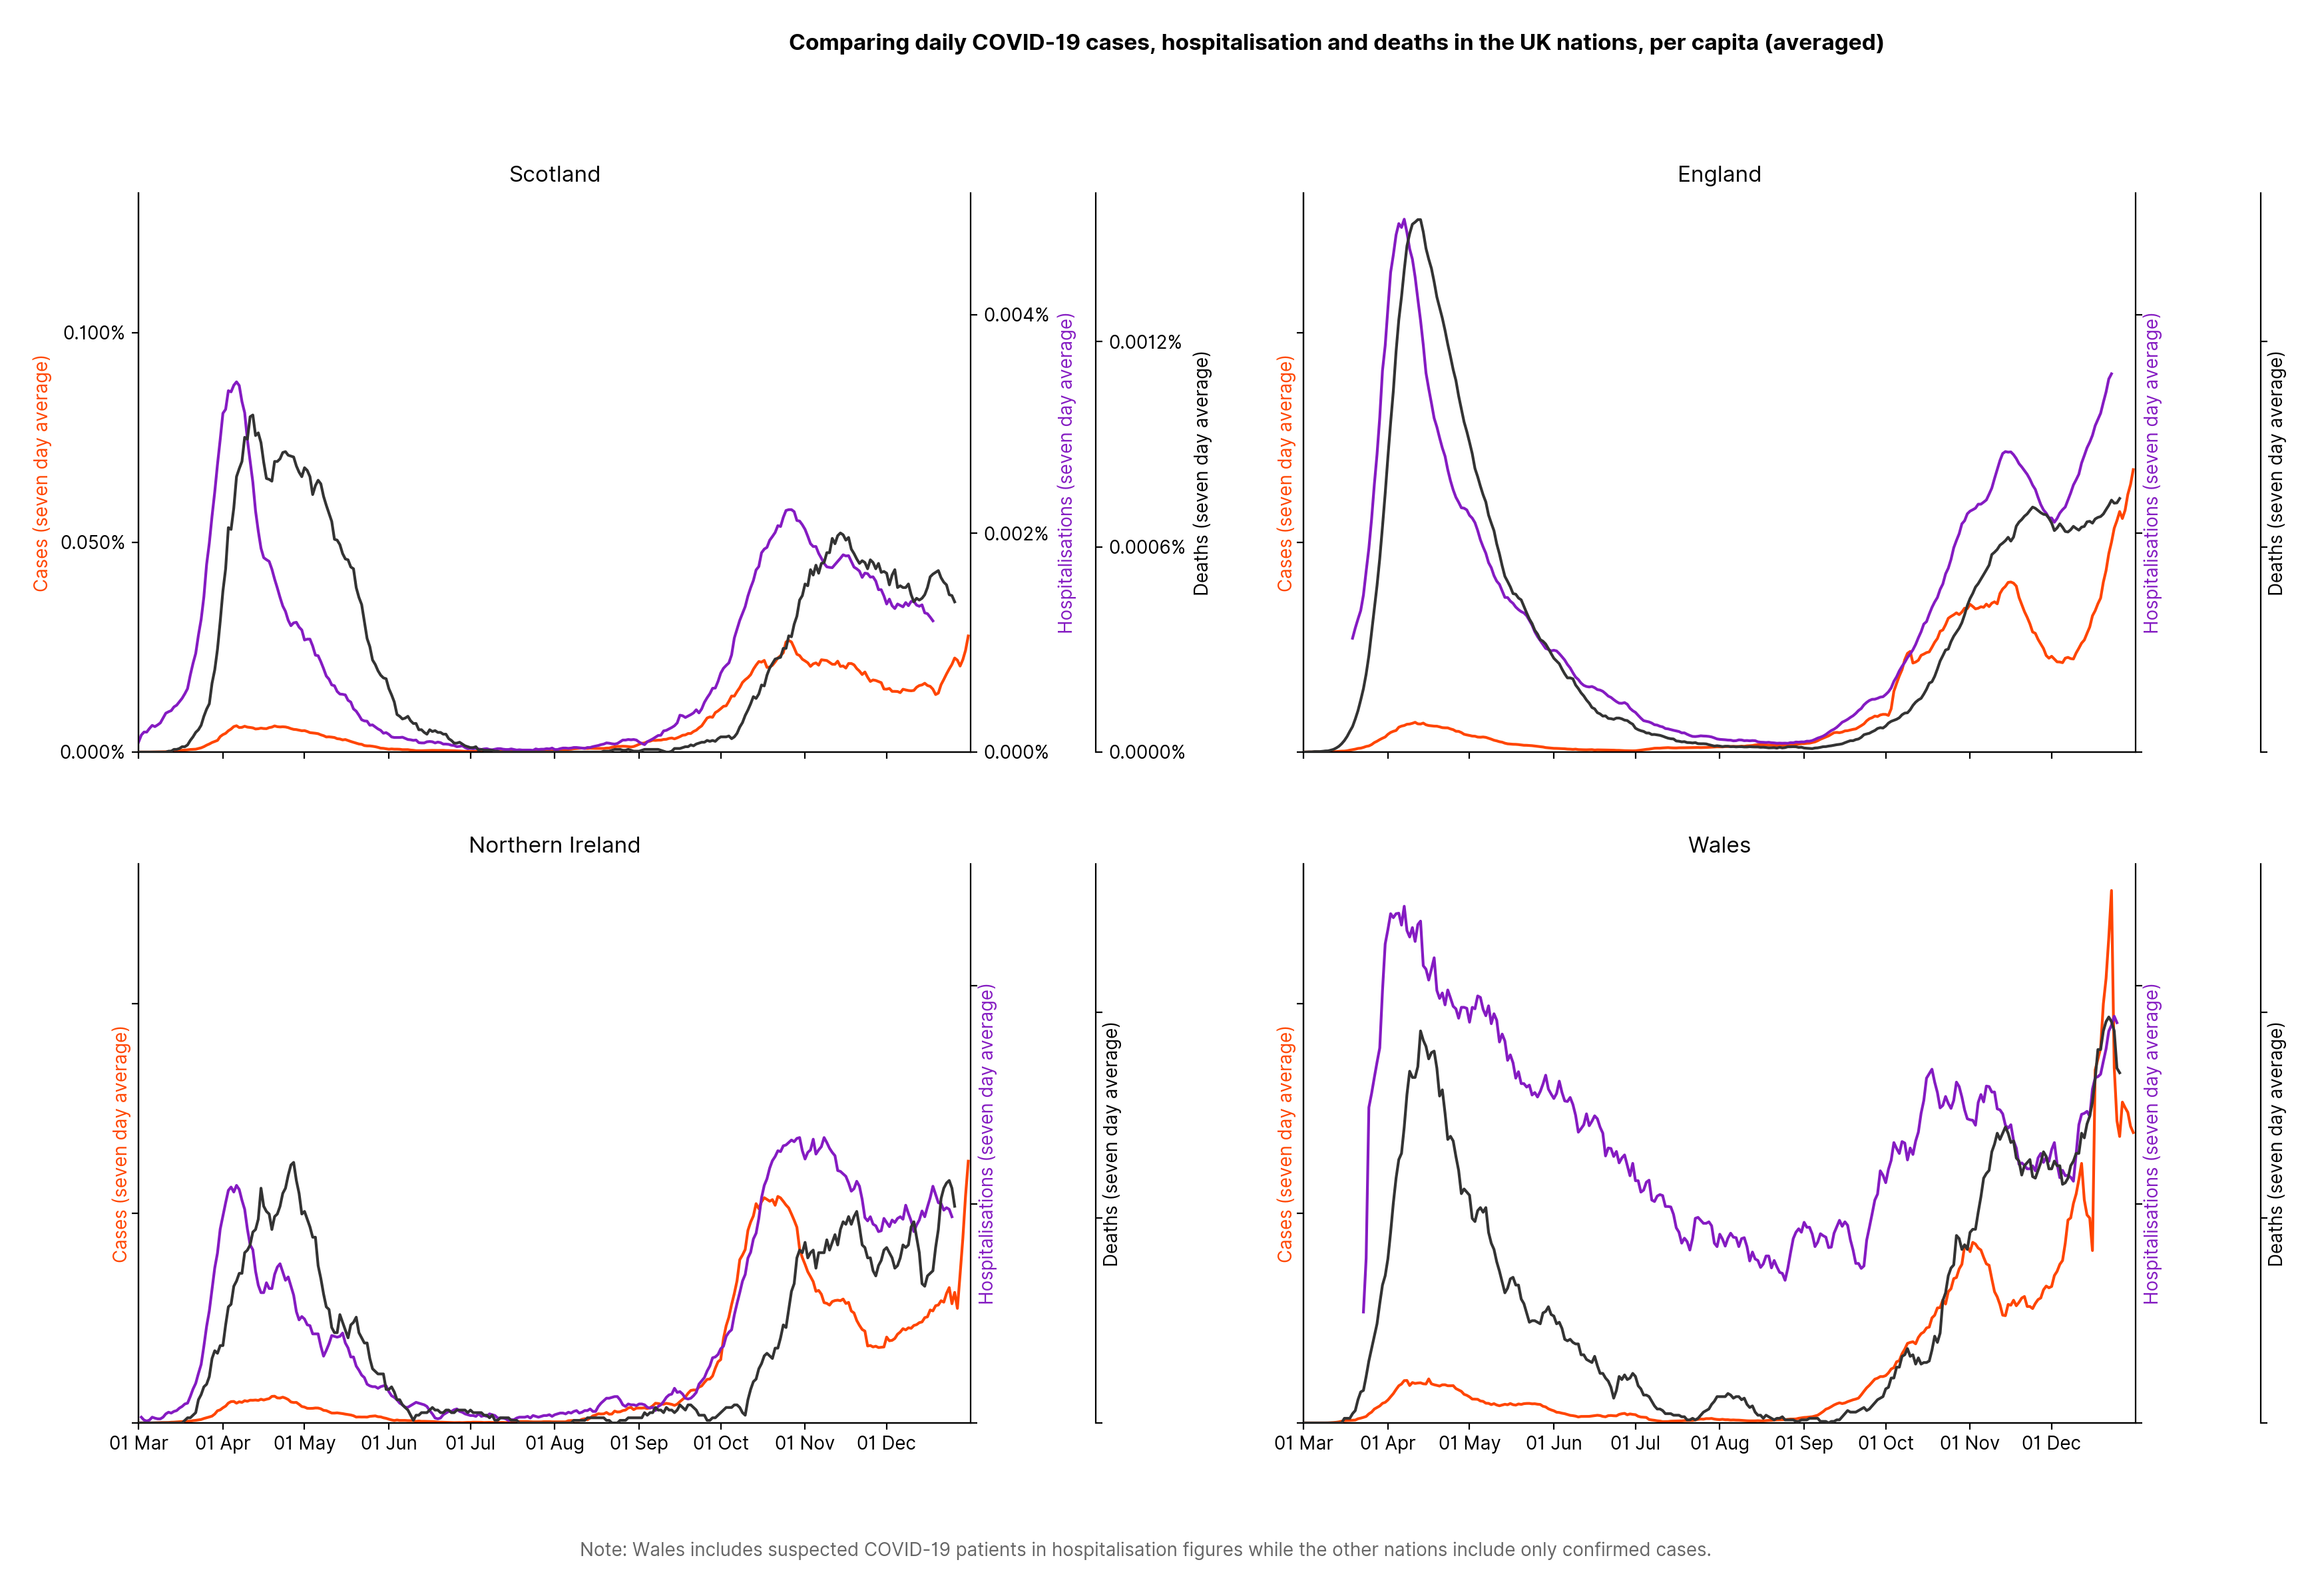 Comparing daily COVID-19 cases, hospitalisation and deaths in the UK nations, per capita (averaged)
Scotland
Cases (seven day average)
0.100%
0.050%
0.000%
0.004%
0.002%
0.000%
Hospitalisations (seven day average)
0.0012%
0.0006%
0.0000%
Deaths (seven day average)
England
Cases (seven day average)
Hospitalisations (seven day average)
Deaths (seven day average)
Northern Ireland
Cases (seven day average)
Hospitalisations (seven day average)
Deaths (seven day average)
01 Mar 01 Apr 01 May 01 Jun 01 Jul 01 Aug 01 Sep 01 Oct 01 Nov 01 Dec
Wales
Cases (seven day average)
Hospitalisations (seven day average)
Deaths (seven day average)
01 Mar 01 Apr 01 May 01 Jun 01 Jul 01 Aug 01 Sep 01 Oct 01 Nov 01 Dec
Note: Wales includes suspected COVID-19 patients in hospitalisation figures while the other nations include only confirmed cases.